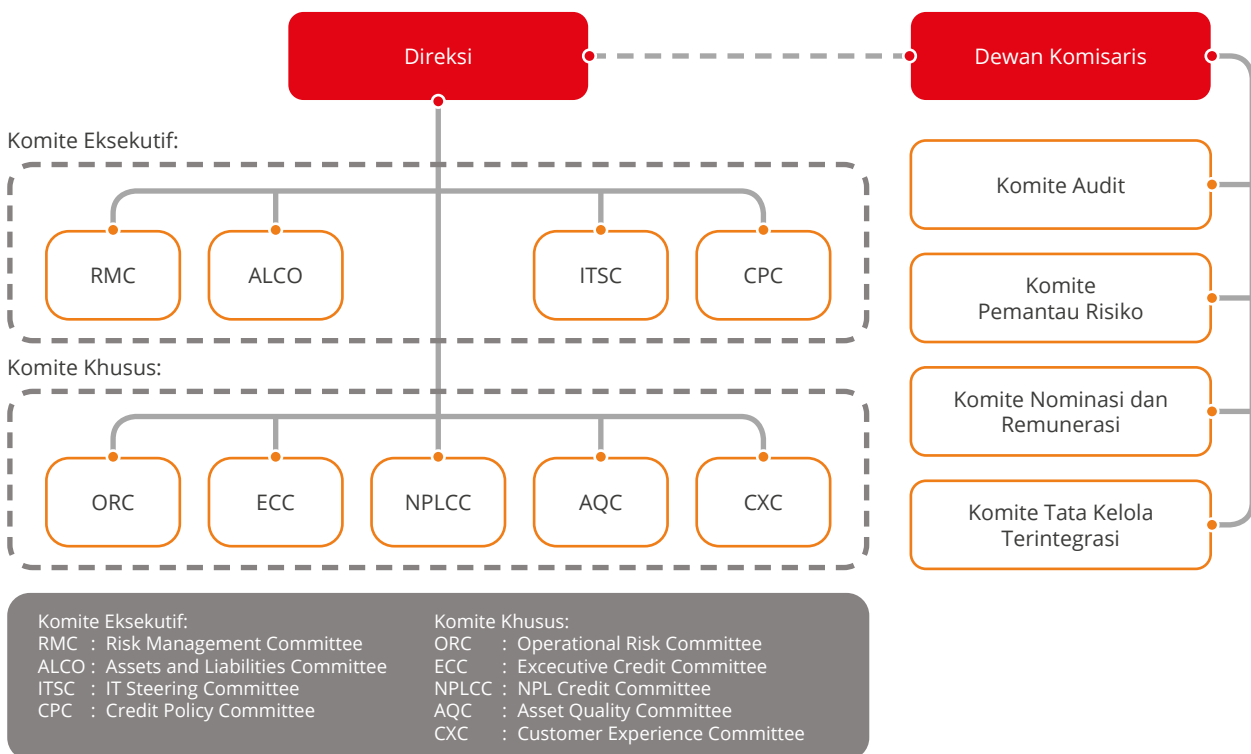 Direksi
Dewan Komisaris
Komite Eksekutif:
RMC
ALCO
ITSC
CPC
Komite Khusus:
ORC
ECC
NPLCC
AQC
CXC
Komite Audit
Komite
Pemantau Risiko
Komite Nominasi dan
Remunerasi
Komite Tata Kelola
Terintegrasi
Komite Eksekutif:
RMC : Risk Management Committee
ALCO : Assets and Liabilities Committee
ITSC : IT Steering Committee
CPC : Credit Policy Committee
Komite Khusus:
ORC : Operational Risk Committee
ECC : Excecutive Credit Committee
NPLCC : NPL Credit Committee
AQC : Asset Quality Committee
CXC : Customer Experience Committee